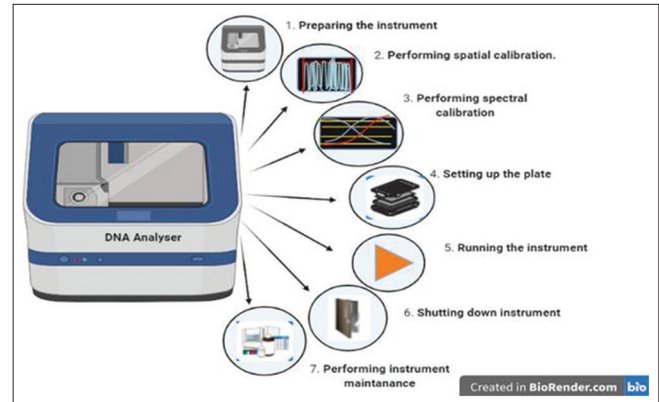 1. Preparing the instrument
2. Performing spatial calibration.
3. Performing spectral
calibration
4. Setting up the plate
DNA Analyser
5. Running the instrument
6. Shutting down instrument
7. Performing instrument
maintanance
Created in BioRender.com bio